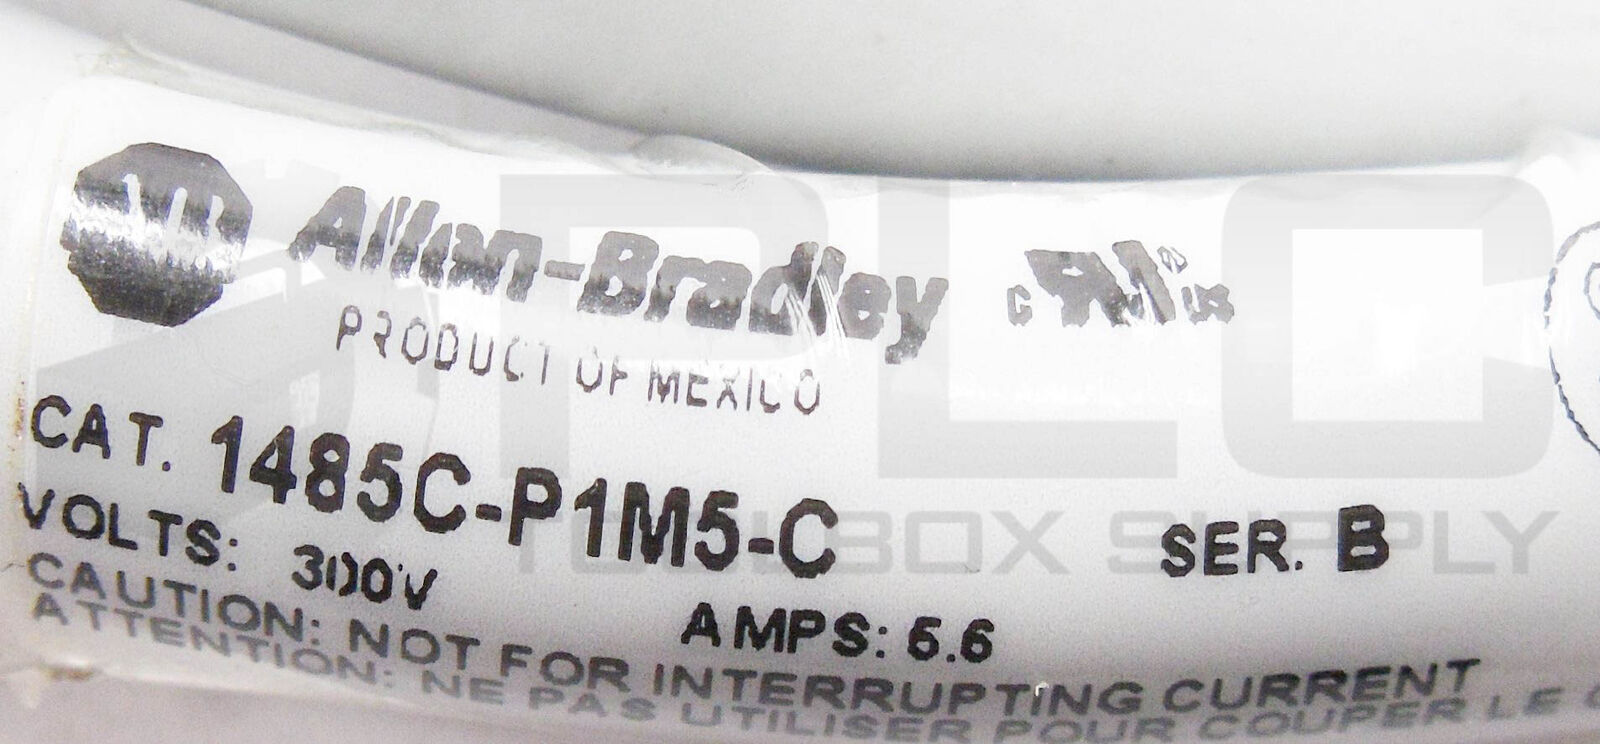 Allen-Bradley
PRODUCT OF MEXICO
CAT. 1485C-P1M5-C SER. B
VOLTS: 300V AMPS: 6.6
CAUTION: NOT FOR INTERRUPTING CURRENT
ATTENTION: NE PAS UTILISER POUR COUPER LE
PLC
TOOLBOX SUPPLY